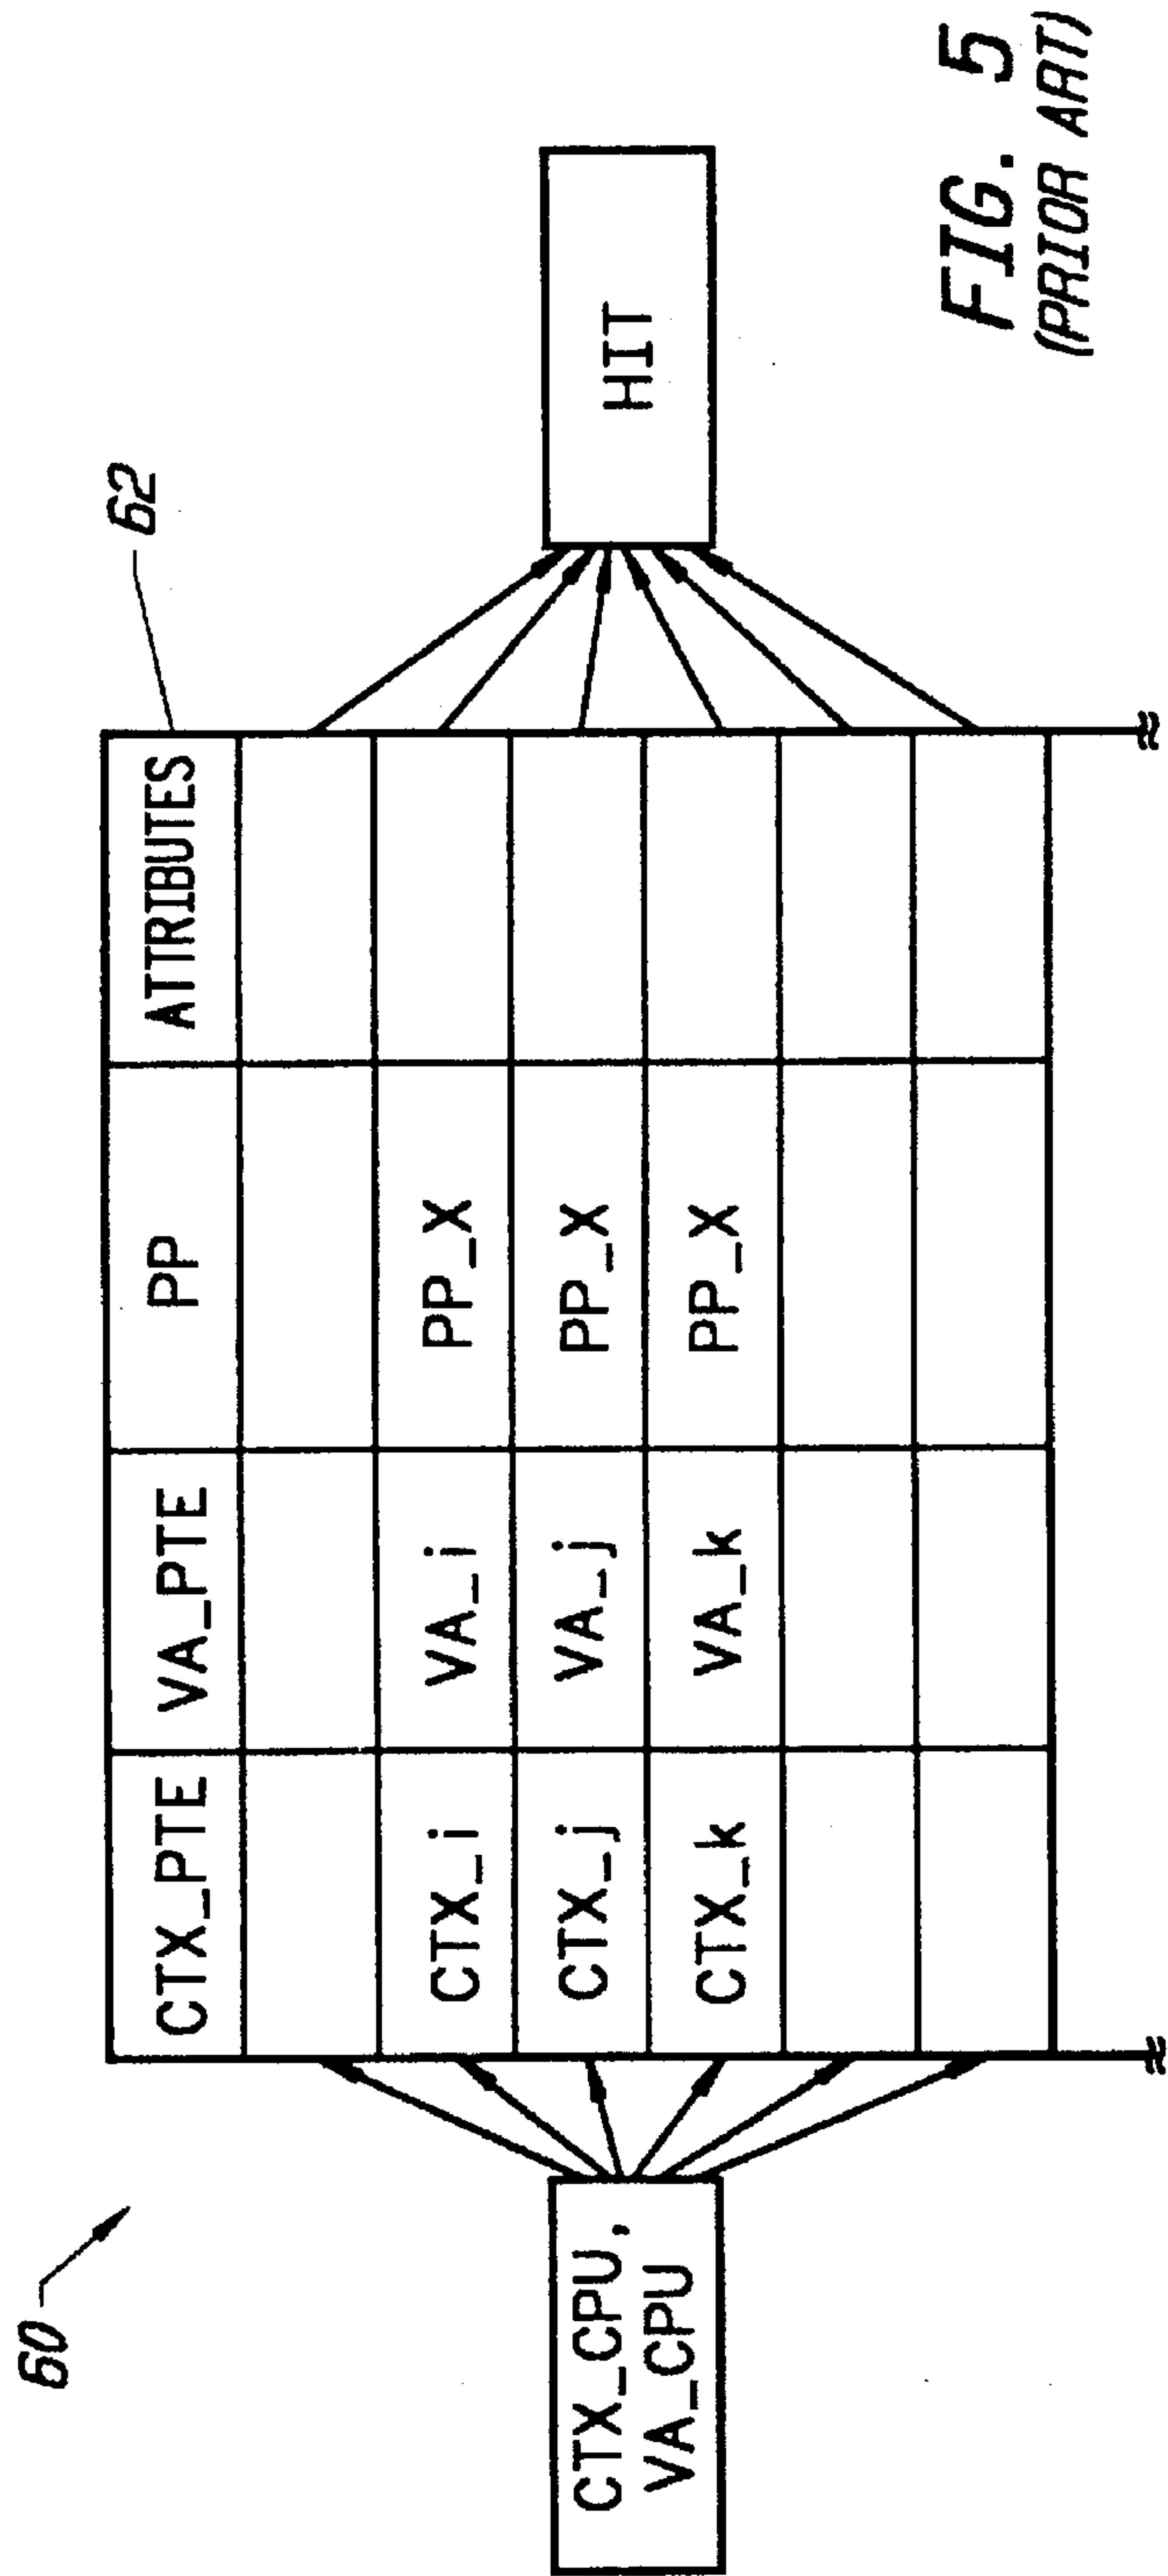 60
62
CTX_PTE VA_PTE PP ATTRIBUTES
CTX_i VA_i PP_X
CTX_j VA_j PP_X
CTX_k VA_k PP_X
CTX_CPU,
VA_CPU
HIT
FIG. 5
(PRIOR ART)